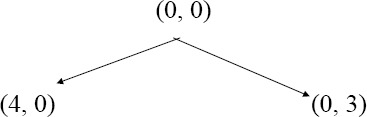 (0, 0)
(4, 0) (0, 3)